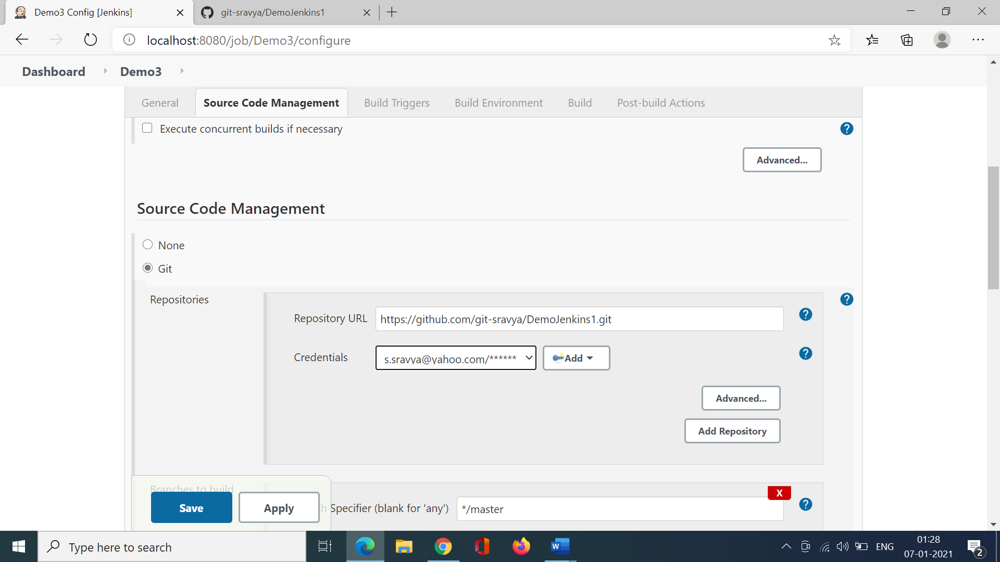 Demo3 Config [Jenkins]
git-sravya/DemoJenkins1
localhost:8080/job/Demo3/configure
Dashboard Demo3
General Source Code Management Build Triggers Build Environment Build Post-build Actions
Execute concurrent builds if necessary
?
Advanced...
Source Code Management
None
Git
Repositories
?
Repository URL https://github.com/git-sravya/DemoJenkins1.git ?
Credentials s.sravya@yahoo.com/****** Add ?
Advanced...
Add Repository
Branches to build
X
Specifier (blank for 'any') */master ?
Save Apply
Type here to search
W
ENG
01:28
07-01-2021
2